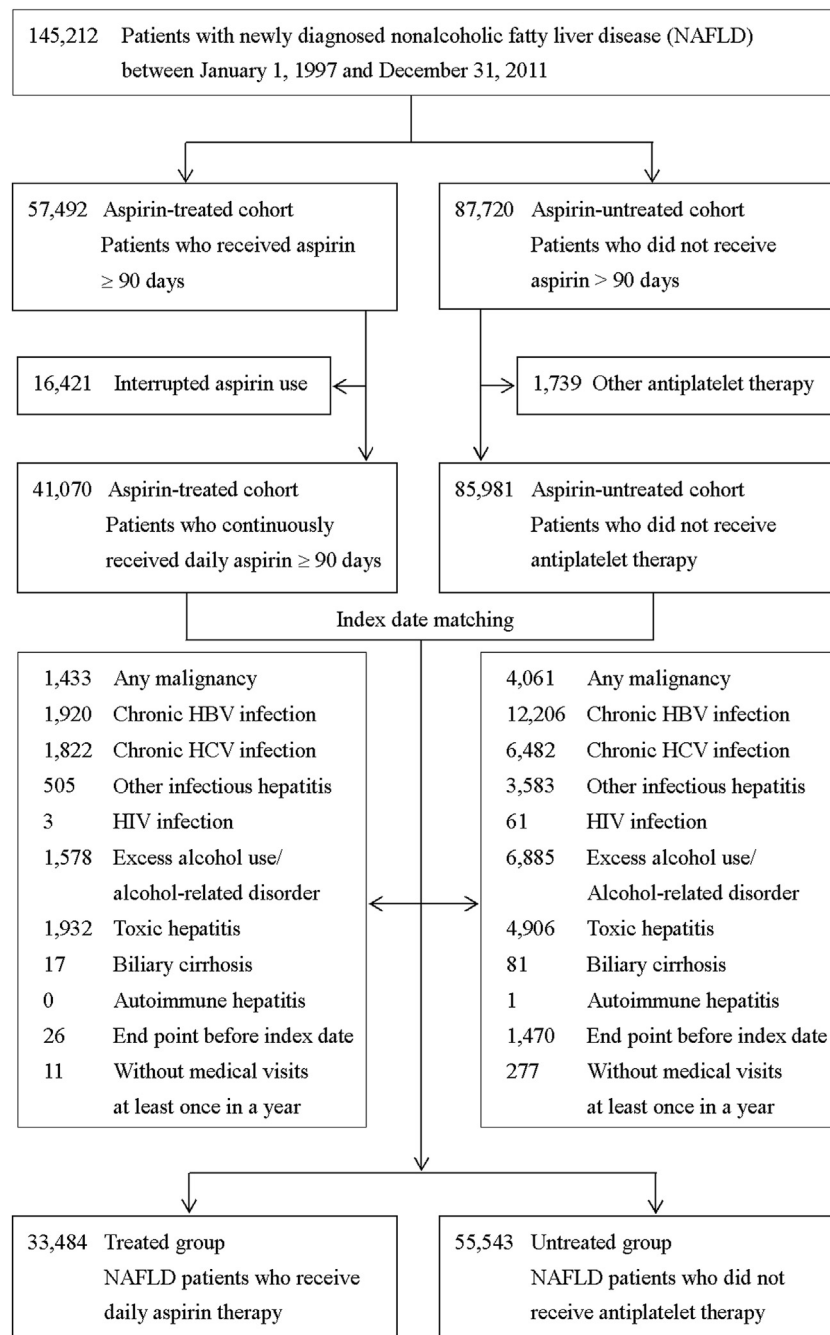 145,212 Patients with newly diagnosed nonalcoholic fatty liver disease (NAFLD)
between January 1, 1997 and December 31, 2011
57,492 Aspirin-treated cohort
Patients who received aspirin
≥ 90 days
87,720 Aspirin-untreated cohort
Patients who did not receive
aspirin > 90 days
16,421 Interrupted aspirin use
1,739 Other antiplatelet therapy
41,070 Aspirin-treated cohort
Patients who continuously
received daily aspirin ≥ 90 days
85,981 Aspirin-untreated cohort
Patients who did not receive
antiplatelet therapy
Index date matching
1,433 Any malignancy
1,920 Chronic HBV infection
1,822 Chronic HCV infection
505 Other infectious hepatitis
3 HIV infection
1,578 Excess alcohol use/
alcohol-related disorder
1,932 Toxic hepatitis
17 Biliary cirrhosis
0 Autoimmune hepatitis
26 End point before index date
11 Without medical visits
at least once in a year
4,061 Any malignancy
12,206 Chronic HBV infection
6,482 Chronic HCV infection
3,583 Other infectious hepatitis
61 HIV infection
6,885 Excess alcohol use/
Alcohol-related disorder
4,906 Toxic hepatitis
81 Biliary cirrhosis
1 Autoimmune hepatitis
1,470 End point before index date
277 Without medical visits
at least once in a year
33,484 Treated group
NAFLD patients who receive
daily aspirin therapy
55,543 Untreated group
NAFLD patients who did not
receive antiplatelet therapy